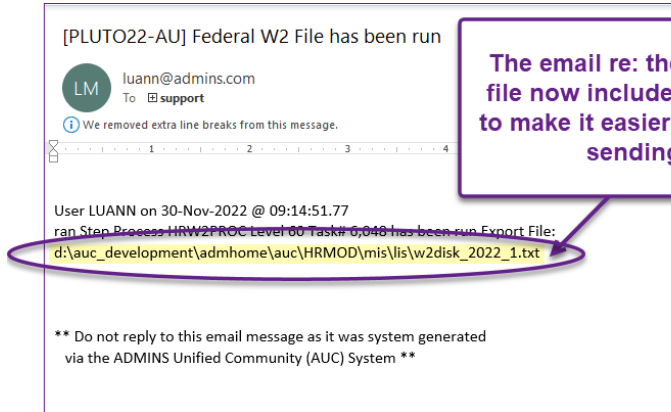 [PLUTO22-AU] Federal W2 File has been run
LM
luann@admins.com
To support
We removed extra line breaks from this message.
1 2 3 4
The email re: the
file now include
to make it easier
sending
User LUANN on 30-Nov-2022 @ 09:14:51.77
ran Step Process HRW2PROC Level 60 Task# 6,048 has been run Export File:
d:\auc_development\admhome\auc\HRMOD\mis\lis\w2disk_2022_1.txt
** Do not reply to this email message as it was system generated
via the ADMINS Unified Community (AUC) System **